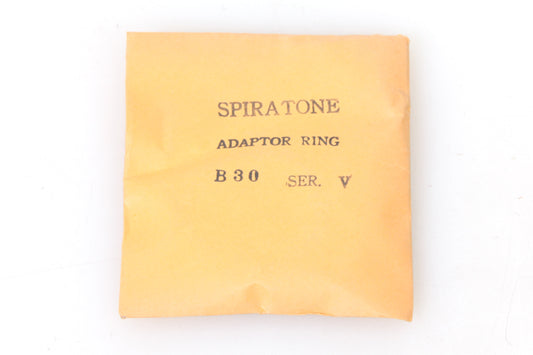 SPIRATONE
ADAPTOR RING
B30 SER. V